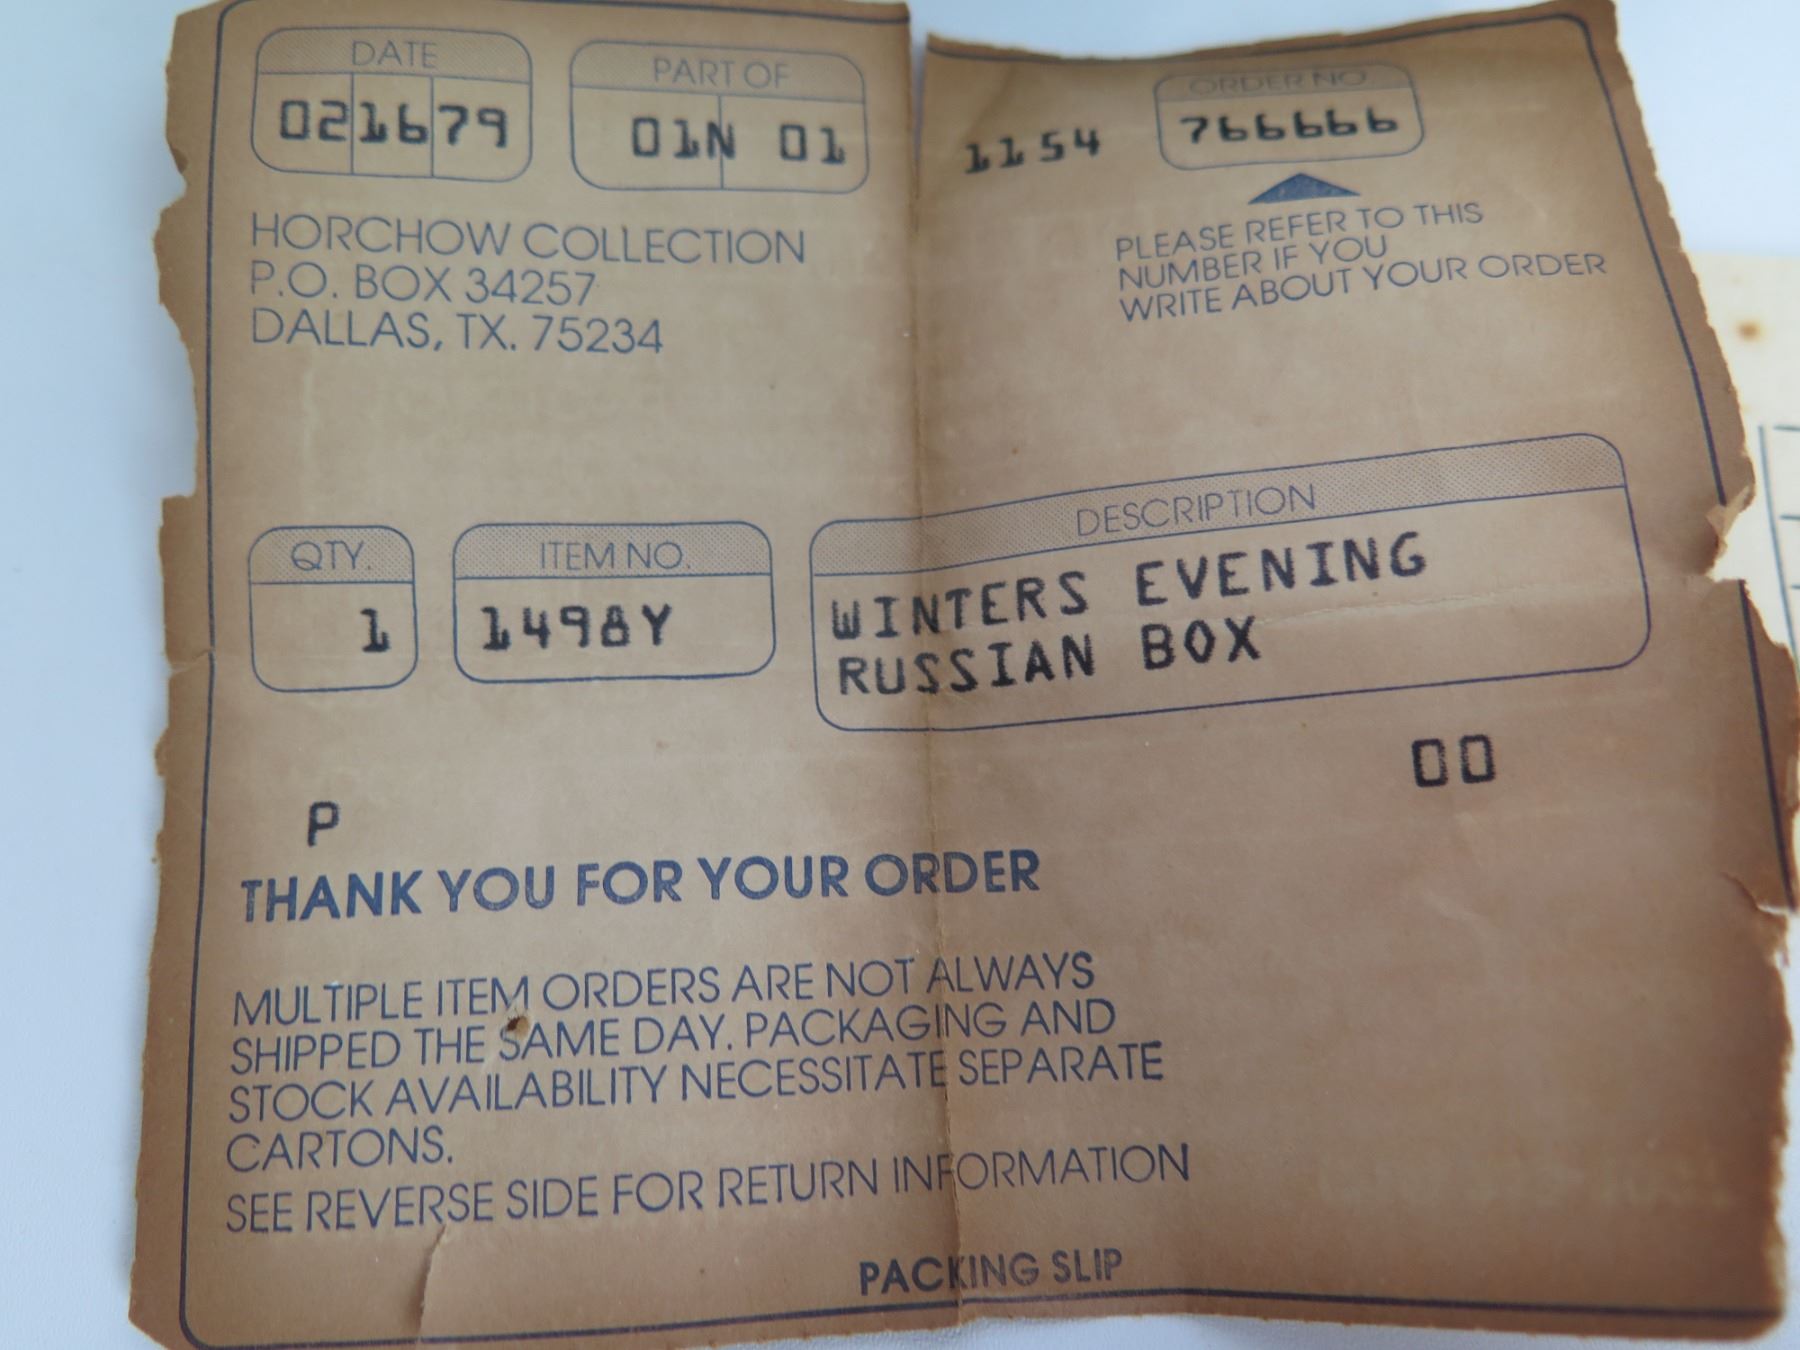 DATE
021679
PART OF
01N 01
1154
ORDER NO.
766666
HORCHOW COLLECTION
P.O. BOX 34257
DALLAS, TX. 75234
PLEASE REFER TO THIS
NUMBER IF YOU
WRITE ABOUT YOUR ORDER
QTY.
1
ITEM NO.
1498Y
DESCRIPTION
WINTERS EVENING
RUSSIAN BOX
00
P
THANK YOU FOR YOUR ORDER
MULTIPLE ITEM ORDERS ARE NOT ALWAYS
SHIPPED THE SAME DAY. PACKAGING AND
STOCK AVAILABILITY NECESSITATE SEPARATE
CARTONS.
SEE REVERSE SIDE FOR RETURN INFORMATION
PACKING SLIP